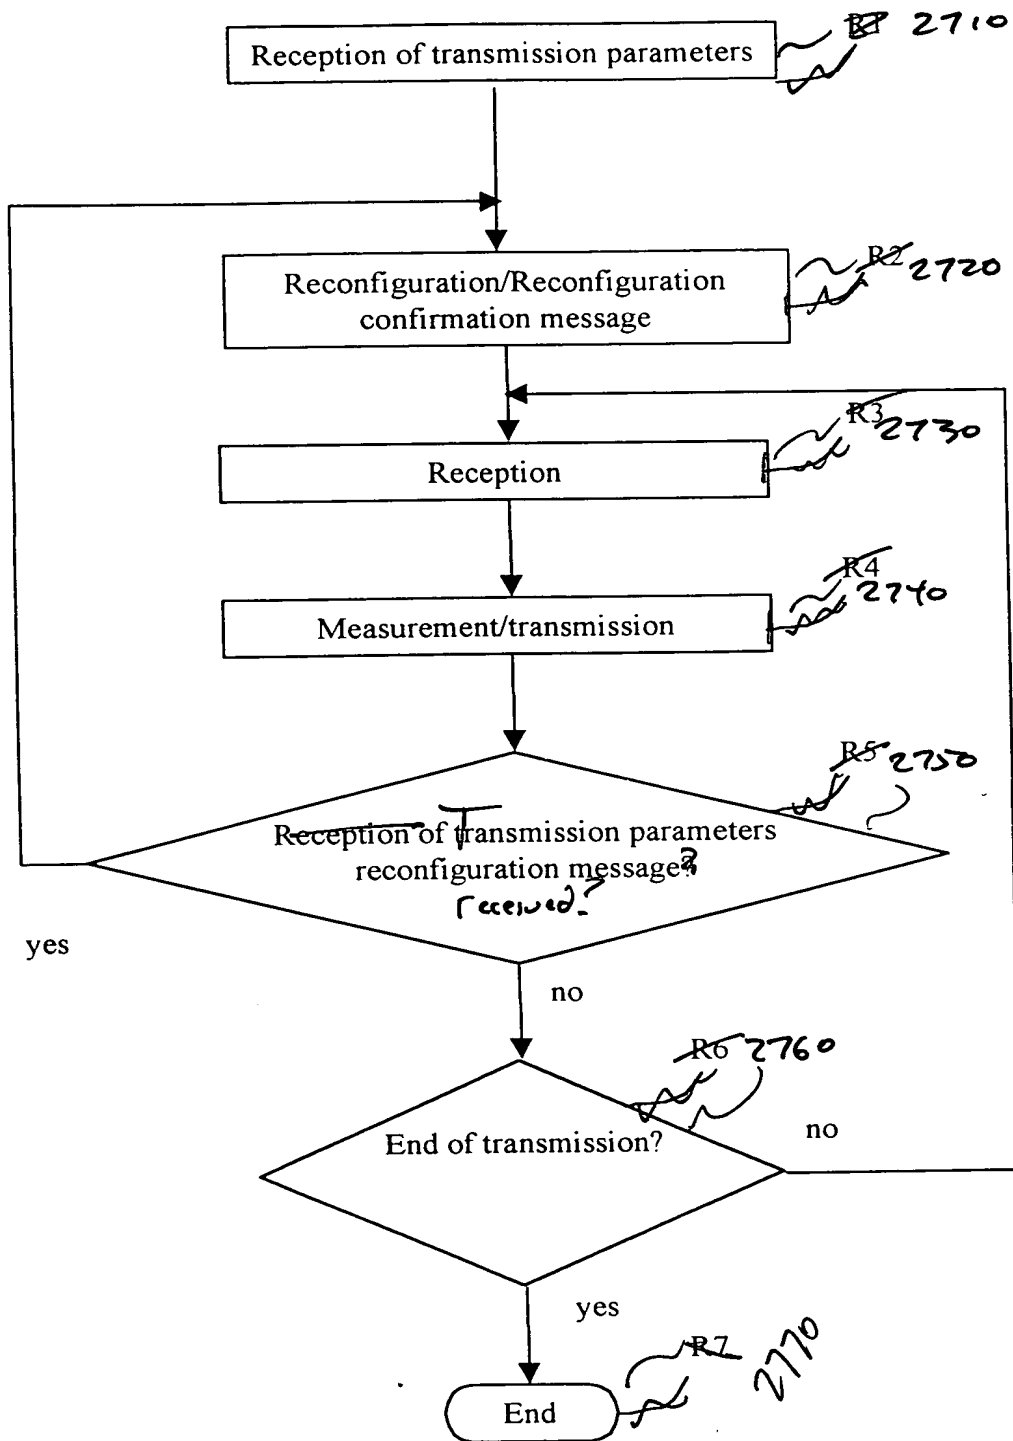 Reception of transmission parameters
R1 2710
Reconfiguration/Reconfiguration
confirmation message
R2 2720
Reception
R3 2730
Measurement/transmission
R4 2740
R5 2750
Reception of Transmission parameters
reconfiguration message?
received?
yes
no
R6 2760
End of transmission?
no
yes
R7 2770
End